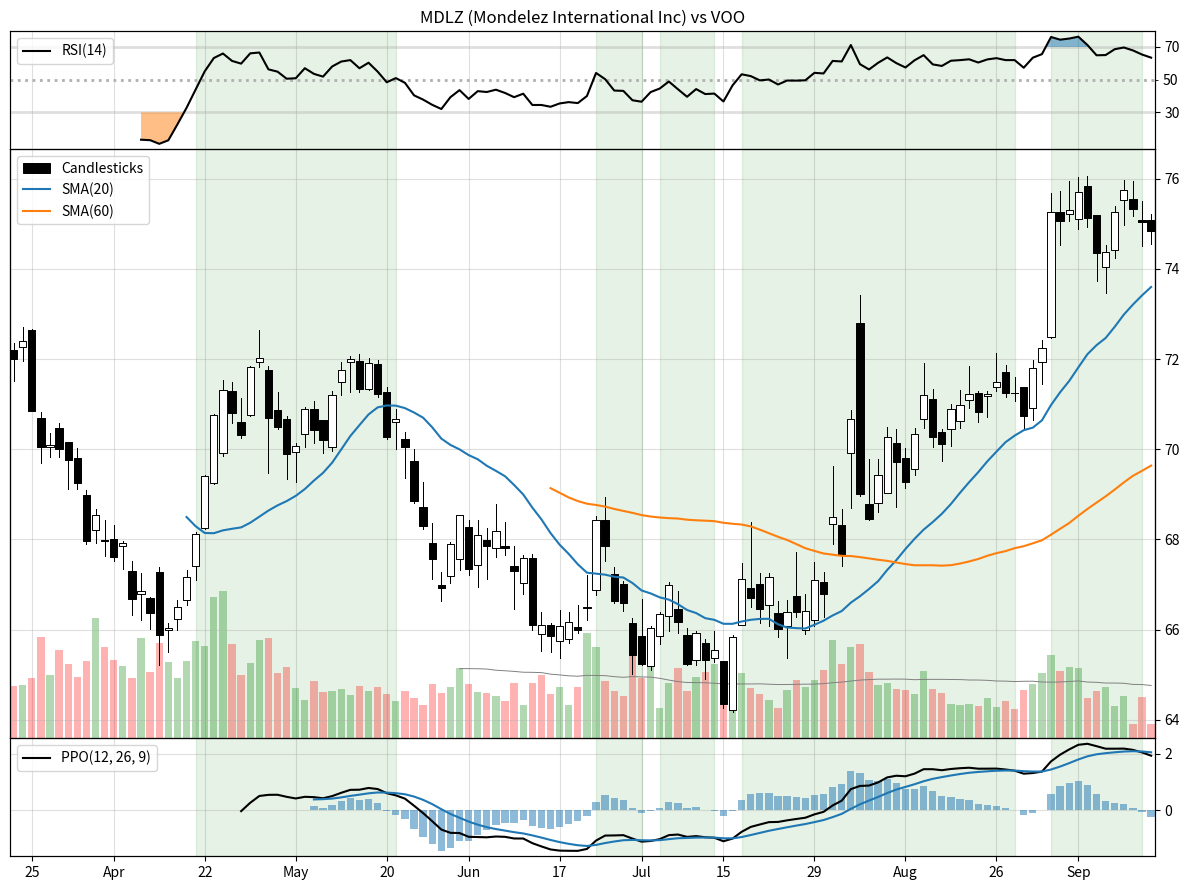 MDLZ (Mondelez International Inc) vs VOO
RSI(14)
70
50
30
Candlesticks
SMA(20)
SMA(60)
76
74
72
70
68
66
64
PPO(12, 26, 9)
2
0
25 Apr 22 May 20 Jun 17 Jul 15 29 Aug 26 Sep